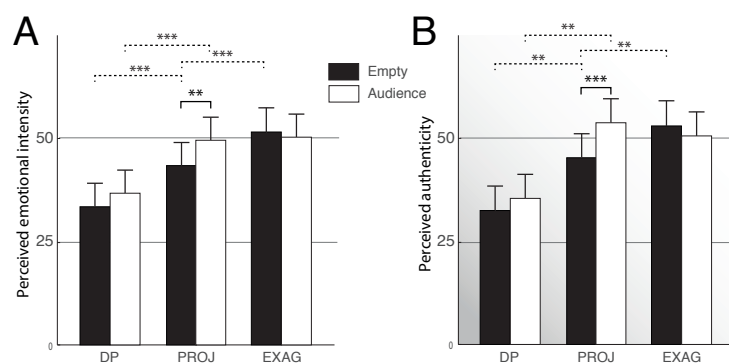 A
***
***
***
**
Perceived emotional intensity
50
25
0
DP PROJ EXAG
Empty
Audience
B
**
**
**
***
Perceived authenticity
50
25
0
DP PROJ EXAG